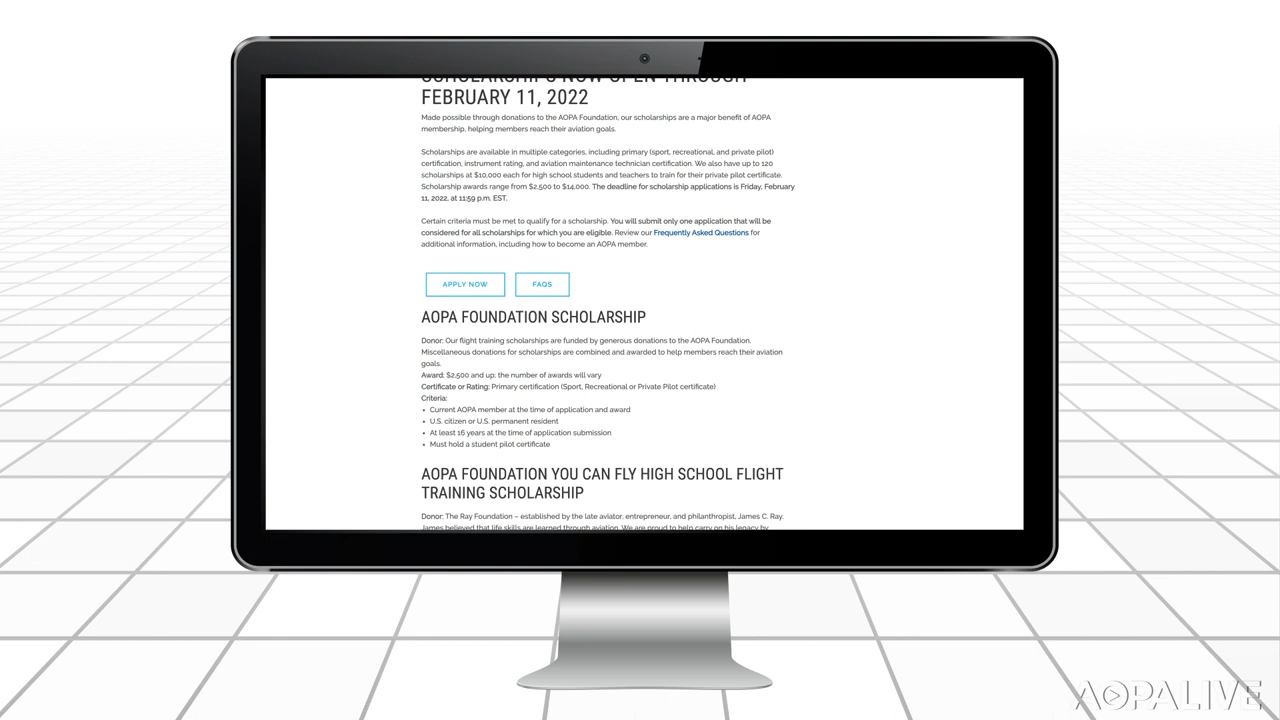 SCHOLARSHIPS NOW OPEN THROUGH
FEBRUARY 11, 2022
Made possible through donations to the AOPA Foundation, our scholarships are a major benefit of AOPA
membership, helping members reach their aviation goals.
Scholarships are available in multiple categories, including primary (sport, recreational, and private pilot)
certification, instrument rating, and aviation maintenance technician certification. We also have up to 120
scholarships at $10,000 each for high school students and teachers to train for their private pilot certificate.
Scholarship awards range from $2,500 to $14,000. The deadline for scholarship applications is Friday, February
11, 2022, at 11:59 p.m. EST.
Certain criteria must be met to qualify for a scholarship. You will submit only one application that will be
considered for all scholarships for which you are eligible. Review our Frequently Asked Questions for
additional information, including how to become an AOPA member.
APPLY NOW
FAQS
AOPA FOUNDATION SCHOLARSHIP
Donor: Our flight training scholarships are funded by generous donations to the AOPA Foundation.
Miscellaneous donations for scholarships are combined and awarded to help members reach their aviation
goals.
Award: $2,500 and up; the number of awards will vary
Certificate or Rating: Primary certification (Sport, Recreational or Private Pilot certificate)
Criteria:
• Current AOPA member at the time of application and award
• U.S. citizen or U.S. permanent resident
• At least 16 years at the time of application submission
• Must hold a student pilot certificate
AOPA FOUNDATION YOU CAN FLY HIGH SCHOOL FLIGHT
TRAINING SCHOLARSHIP
Donor: The Ray Foundation – established by the late aviator, entrepreneur, and philanthropist, James C. Ray.
James believed that life skills are learned through aviation. We are proud to help carry on his legacy by
AOPALIVE